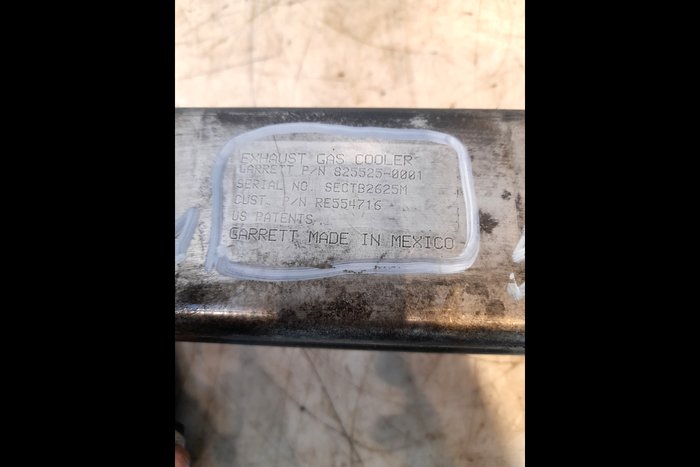 EXHAUST GAS COOLER
GARRETT P/N 825525-0001
SERIAL NO. SECTB2625M
CUST. P/N RE554716
US PATENTS...
GARRETT MADE IN MEXICO